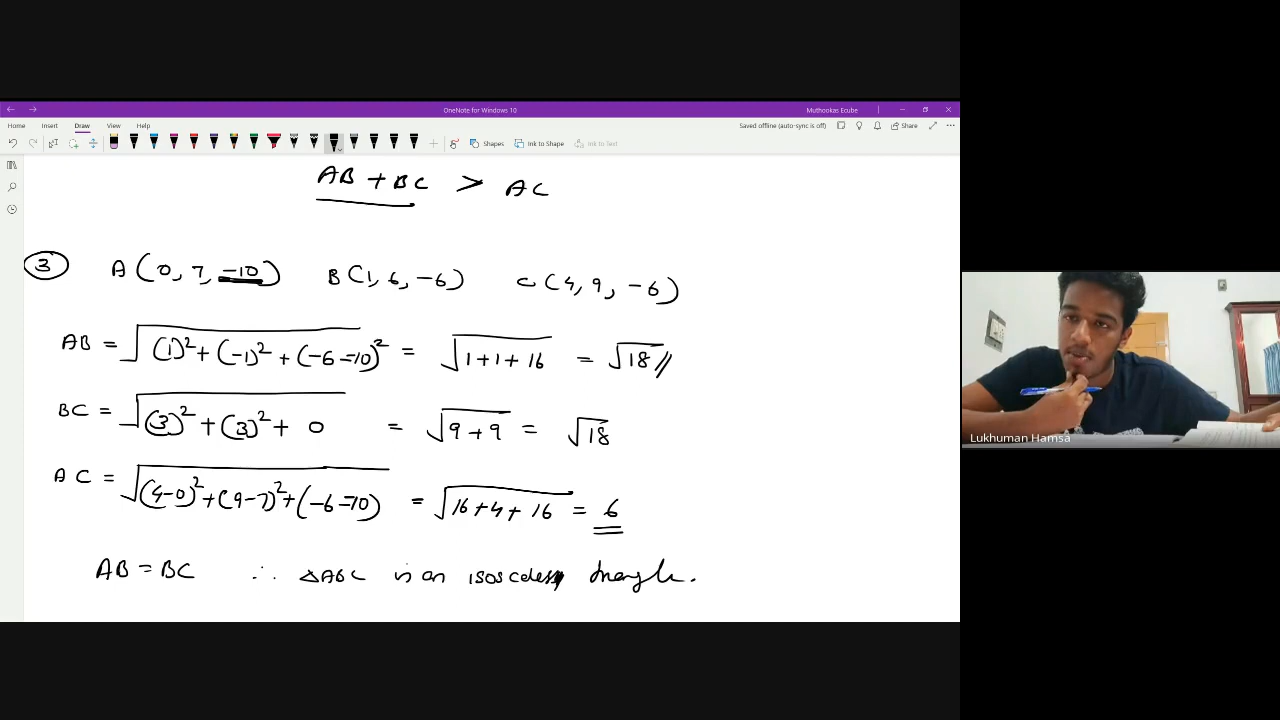 OneNote for Windows 10
Muthookas Ecube
Home Insert Draw View Help
Saved offline (auto-sync is off) Share
Shapes Ink to Shape Ink to Text
AB + BC > AC
3 A (0, 7, -10) B (1, 6, -6) C (4, 9, -6)
AB = √(1)² + (-1)² + (-6 - -10)² = √1+1+16 = √18 //
BC = √(3)² + (3)² + 0 = √9+9 = √18
AC = √(4-0)² + (9-7)² + (-6 - -10) = √16+4+16 = 6
AB = BC ∴ △ABC is an isosceles triangle.
Lukhuman Hamsa